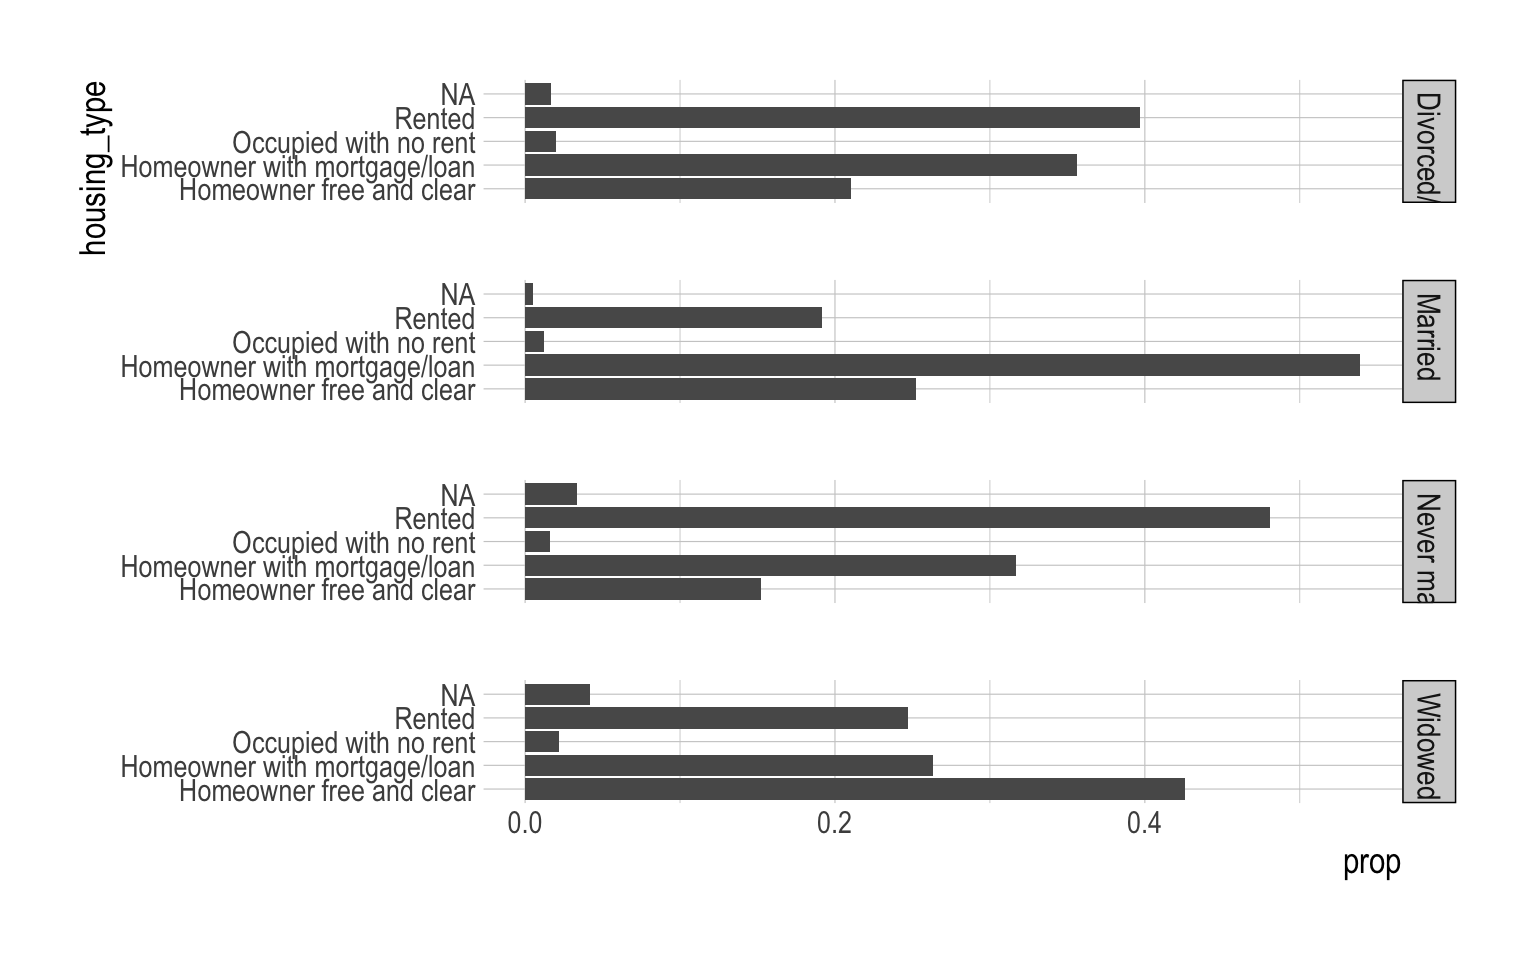 housing_type
NA
Rented
Occupied with no rent
Homeowner with mortgage/loan
Homeowner free and clear
Divorced/
NA
Rented
Occupied with no rent
Homeowner with mortgage/loan
Homeowner free and clear
Married
NA
Rented
Occupied with no rent
Homeowner with mortgage/loan
Homeowner free and clear
Never ma
NA
Rented
Occupied with no rent
Homeowner with mortgage/loan
Homeowner free and clear
Widowed
0.0 0.2 0.4
prop